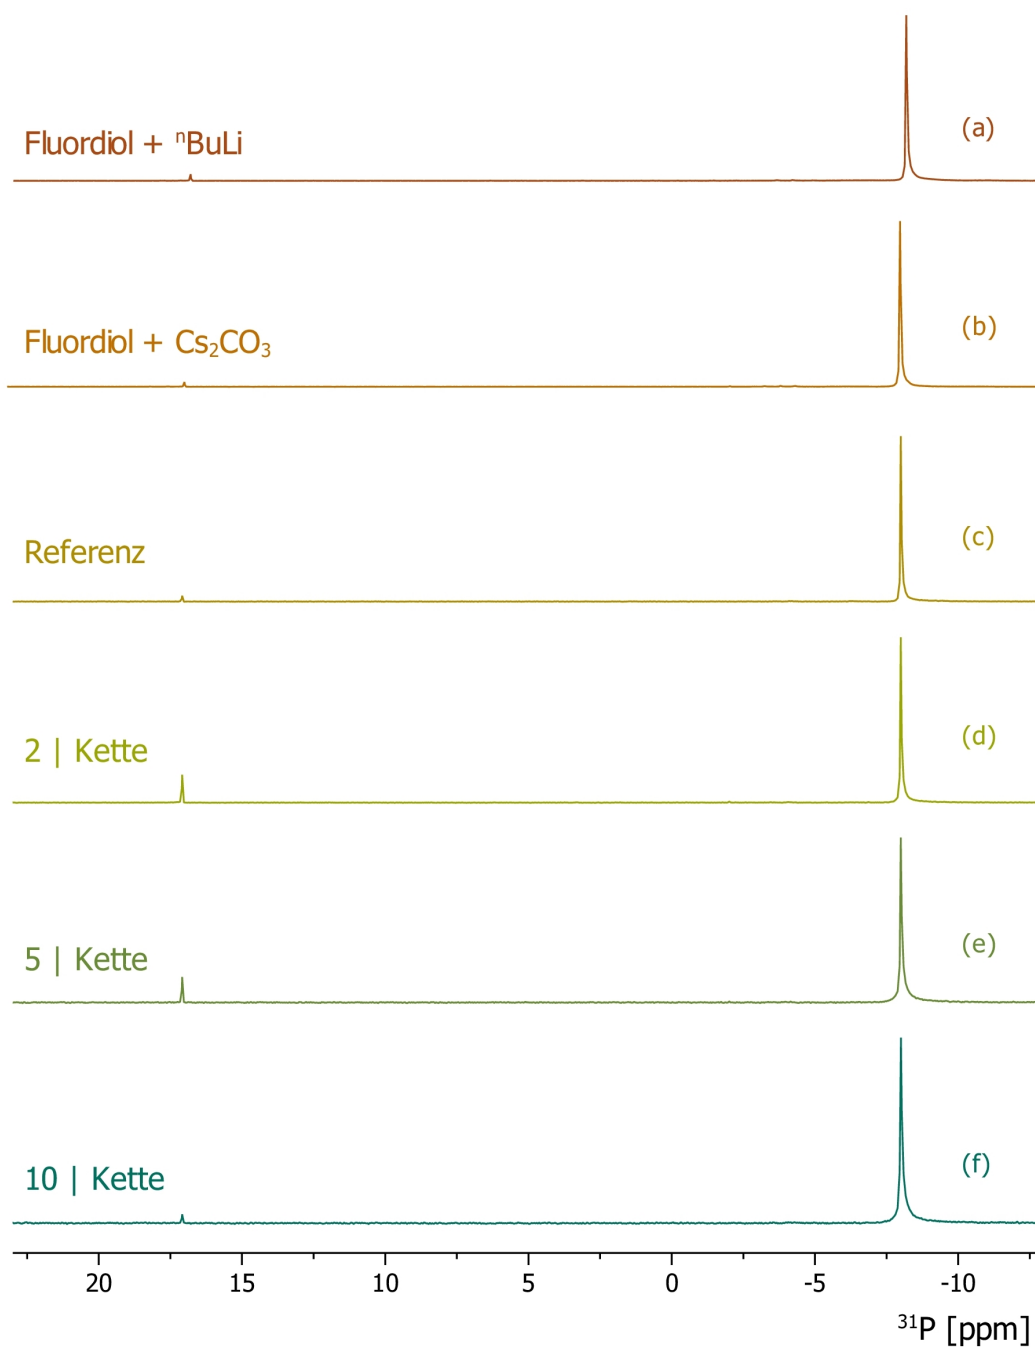 (a)
Fluordiol + ⁿBuLi
(b)
Fluordiol + Cs₂CO₃
(c)
Referenz
(d)
2 | Kette
(e)
5 | Kette
(f)
10 | Kette
20 15 10 5 0 -5 -10
³¹P [ppm]